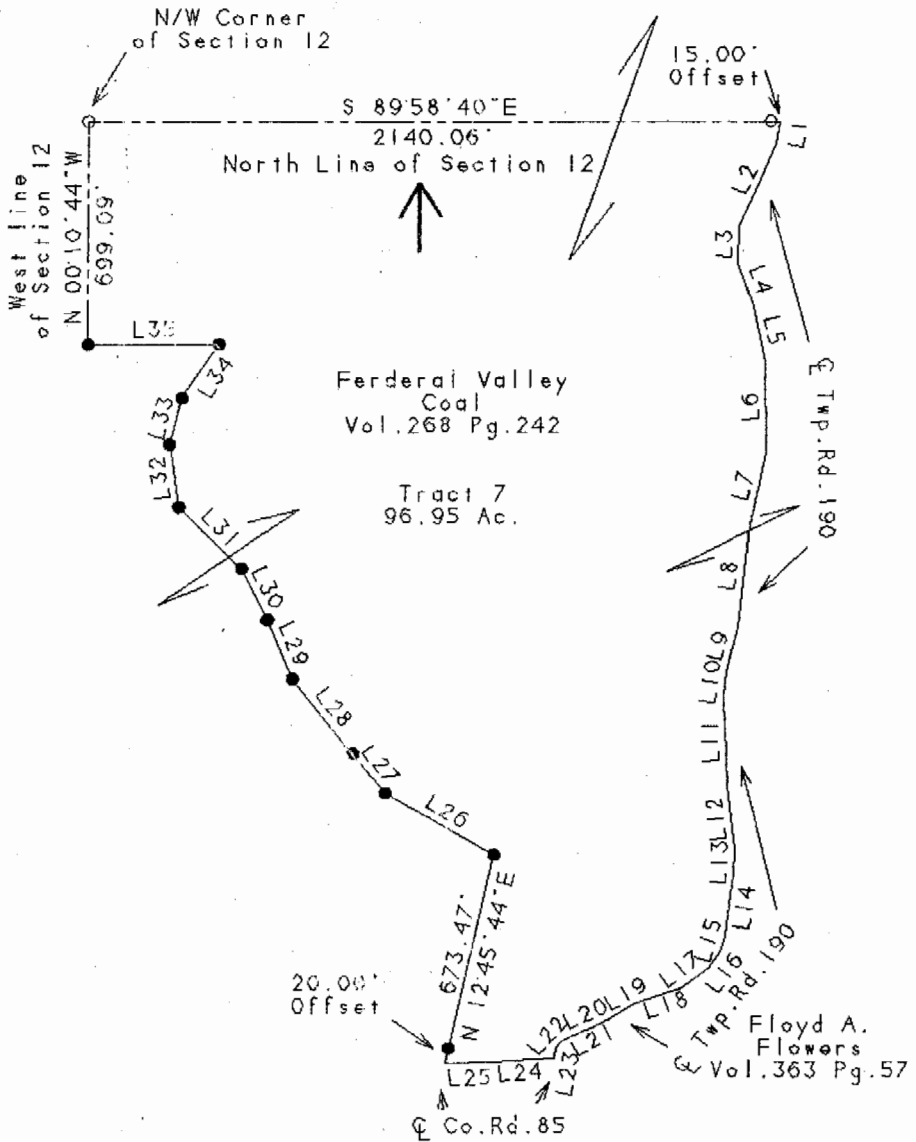 N/W Corner
of Section 12
15.00'
Offset
S 89°58'40"E
2140.06'
North Line of Section 12
West line
of Section 12
N 00°10'44"W
699.09'
L1
L2
L3
L4
L5
L6
L7
L8
L9
L10
L11
L12
L13
L14
L15
L16
L17
L18
L19
L20
L21
L22
L23
L24
L25
L26
L27
L28
L29
L30
L31
L32
L33
L34
L35
Ferderal Valley
Coal
Vol.268 Pg.242
Tract 7
96.95 Ac.
℄ Twp.Rd.190
673.47'
N 12°45'44"E
20.00'
Offset
℄ Twp.Rd.190
Floyd A.
Flowers
Vol.363 Pg.57
℄ Co.Rd.85